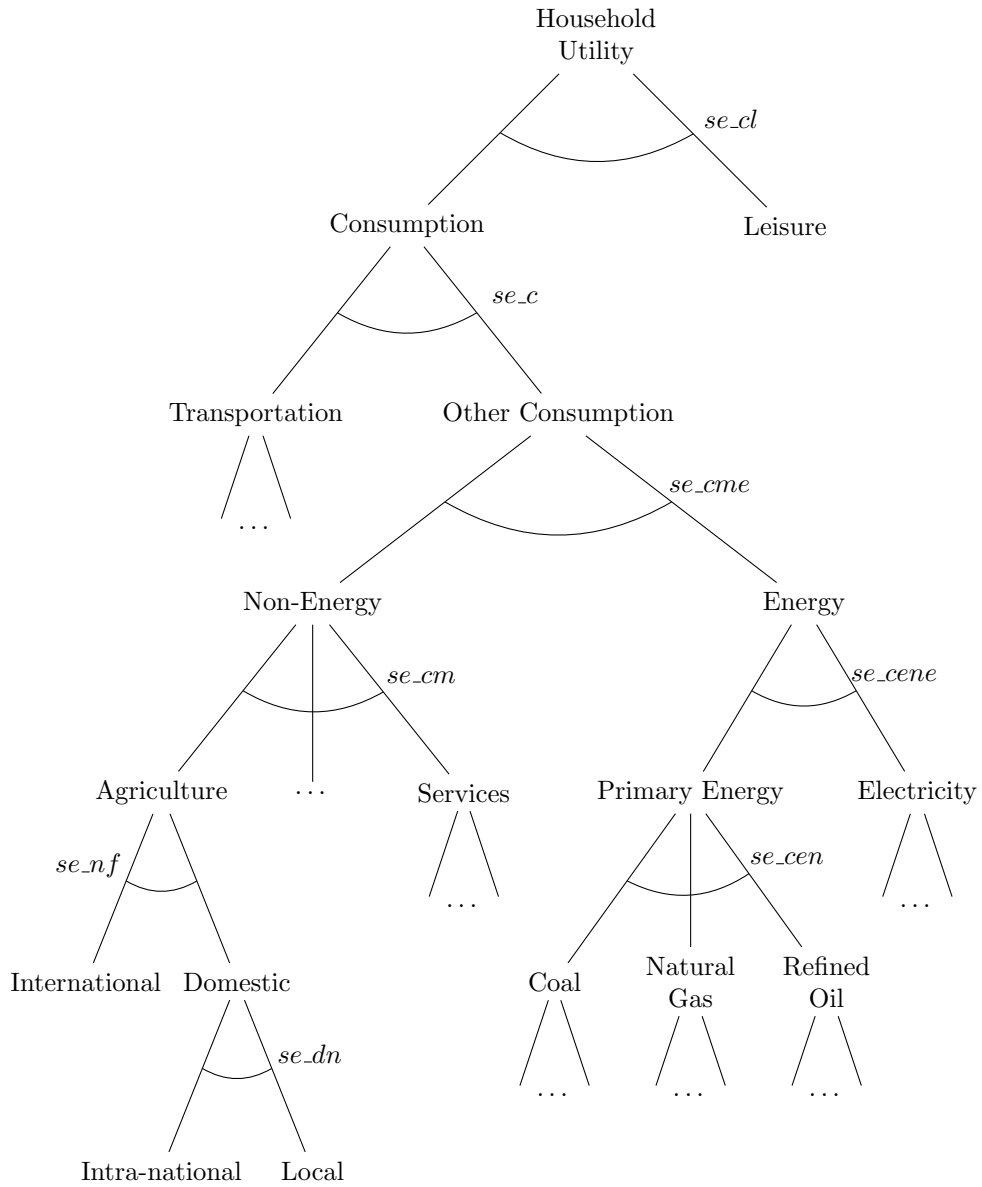 Household
Utility
se_cl
Consumption
Leisure
se_c
Transportation
Other Consumption
se_cme
...
Non-Energy
Energy
se_cm
se_cene
Agriculture
...
Services
Primary Energy
Electricity
se_nf
se_cen
...
...
International
Domestic
Coal
Natural
Gas
Refined
Oil
se_dn
...
...
...
Intra-national
Local